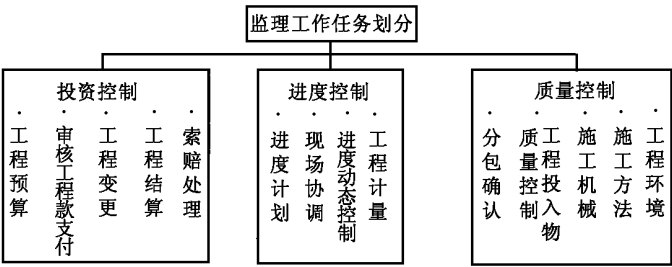 监理工作任务划分
投资控制
·工程预算
·审核工程款支付
·工程变更
·工程结算
·索赔处理
进度控制
·进度计划
·现场协调
·进度动态控制
·工程计量
质量控制
·分包确认
·质量控制
·工程投入物
·施工机械
·施工方法
·工程环境